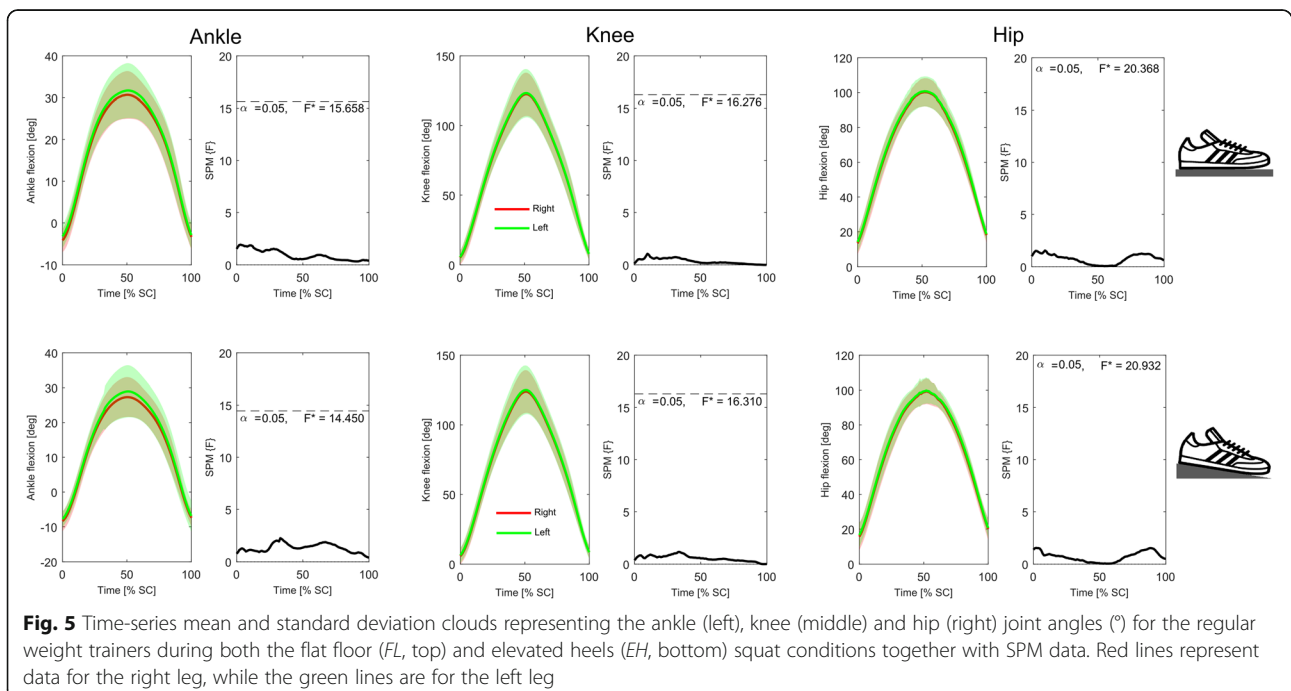 Ankle
Knee
Hip
40
30
20
10
0
-10
Ankle flexion [deg]
0
50
100
Time [% SC]
20
15
10
5
0
SPM {F}
α =0.05, F* = 15.658
0
50
100
Time [% SC]
150
100
50
0
Knee flexion [deg]
Right
Left
0
50
100
Time [% SC]
20
15
10
5
0
SPM {F}
α =0.05, F* = 16.276
0
50
100
Time [% SC]
120
100
80
60
40
20
0
Hip flexion [deg]
0
50
100
Time [% SC]
20
15
10
5
0
SPM {F}
α =0.05, F* = 20.368
0
50
100
Time [% SC]
40
30
20
10
0
-10
-20
Ankle flexion [deg]
0
50
100
Time [% SC]
20
15
10
5
0
SPM {F}
α =0.05, F* = 14.450
0
50
100
Time [% SC]
150
100
50
0
Knee flexion [deg]
Right
Left
0
50
100
Time [% SC]
20
15
10
5
0
SPM {F}
α =0.05, F* = 16.310
0
50
100
Time [% SC]
120
100
80
60
40
20
0
Hip flexion [deg]
0
50
100
Time [% SC]
20
15
10
5
0
SPM {F}
α =0.05, F* = 20.932
0
50
100
Time [% SC]
Fig. 5 Time-series mean and standard deviation clouds representing the ankle (left), knee (middle) and hip (right) joint angles (°) for the regular
weight trainers during both the flat floor (FL, top) and elevated heels (EH, bottom) squat conditions together with SPM data. Red lines represent
data for the right leg, while the green lines are for the left leg